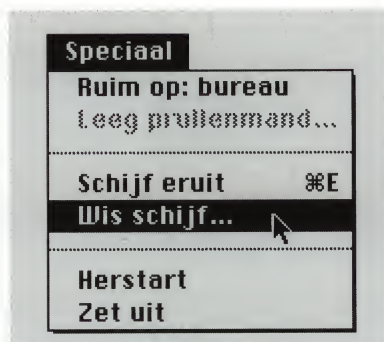 Speciaal
Ruim op: bureau
Leeg prullenmand...
Schijf eruit ⌘E
Wis schijf...
Herstart
Zet uit